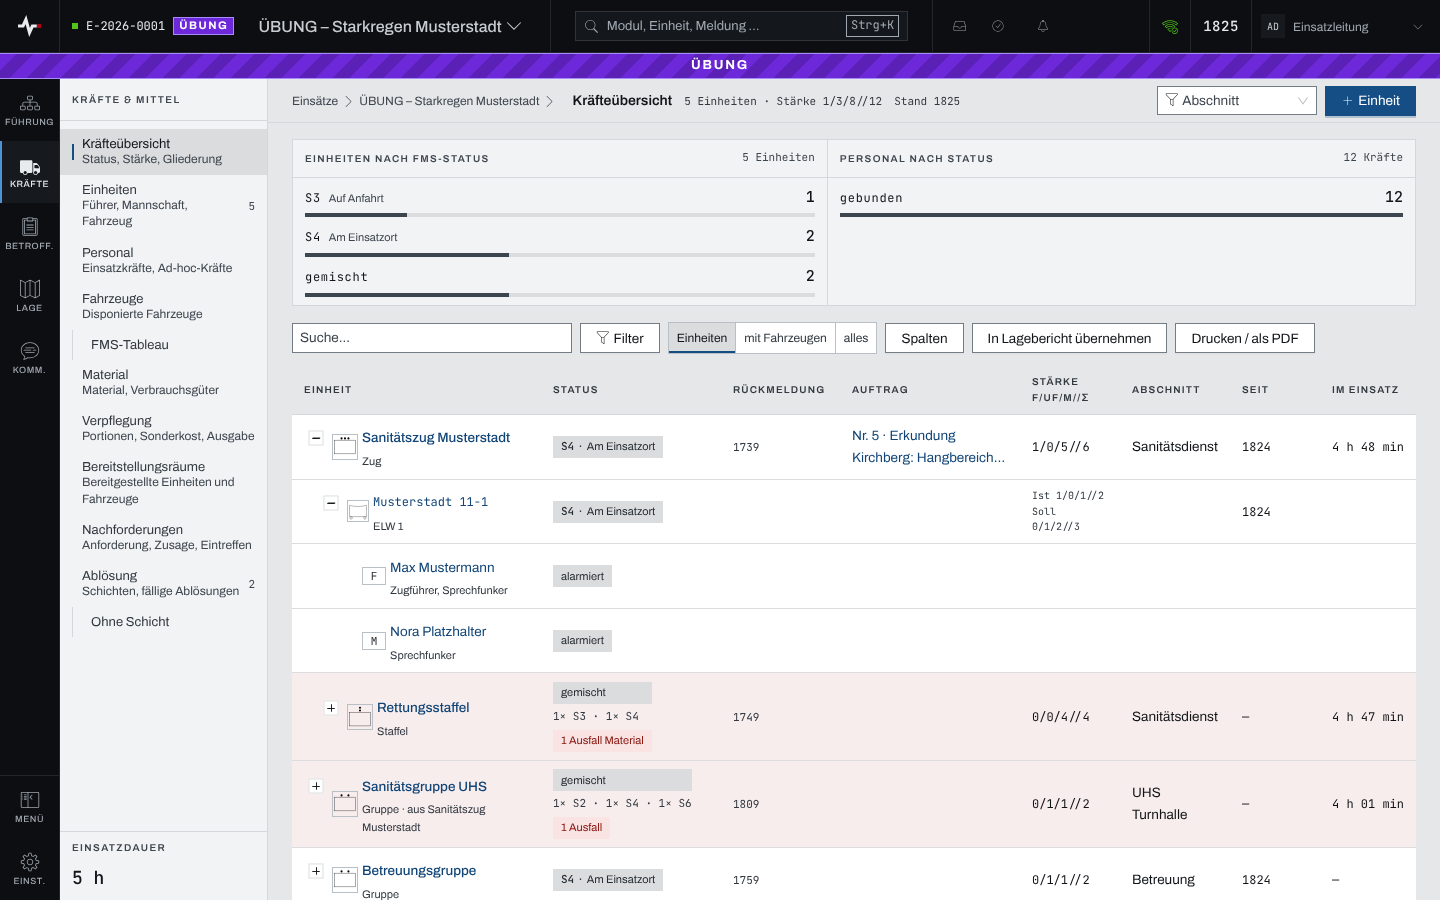 E-2026-0001 ÜBUNG ÜBUNG – Starkregen Musterstadt
Modul, Einheit, Meldung ... Strg+K
1825 AD Einsatzleitung
ÜBUNG
FÜHRUNG
KRÄFTE
BETROFF.
LAGE
KOMM.
MENÜ
EINST.
KRÄFTE & MITTEL
Kräfteübersicht
Status, Stärke, Gliederung
Einheiten
Führer, Mannschaft,
Fahrzeug
5
Personal
Einsatzkräfte, Ad-hoc-Kräfte
Fahrzeuge
Disponierte Fahrzeuge
FMS-Tableau
Material
Material, Verbrauchsgüter
Verpflegung
Portionen, Sonderkost, Ausgabe
Bereitstellungsräume
Bereitgestellte Einheiten und
Fahrzeuge
Nachforderungen
Anforderung, Zusage, Eintreffen
Ablösung
Schichten, fällige Ablösungen
2
Ohne Schicht
EINSATZDAUER
5 h
Einsätze ÜBUNG – Starkregen Musterstadt Kräfteübersicht 5 Einheiten · Stärke 1/3/8//12 Stand 1825
Abschnitt + Einheit
EINHEITEN NACH FMS-STATUS 5 Einheiten
S3 Auf Anfahrt 1
S4 Am Einsatzort 2
gemischt 2
PERSONAL NACH STATUS 12 Kräfte
gebunden 12
Suche... Filter Einheiten mit Fahrzeugen alles Spalten In Lagebericht übernehmen Drucken / als PDF
EINHEIT STATUS RÜCKMELDUNG AUFTRAG STÄRKE F/UF/M//Σ ABSCHNITT SEIT IM EINSATZ
Sanitätszug Musterstadt
Zug
S4 · Am Einsatzort
1739
Nr. 5 · Erkundung
Kirchberg: Hangbereich...
1/0/5//6 Sanitätsdienst 1824 4 h 48 min
Musterstadt 11-1
ELW 1
S4 · Am Einsatzort
Ist 1/0/1//2
Soll
0/1/2//3
1824
F Max Mustermann
Zugführer, Sprechfunker
alarmiert
M Nora Platzhalter
Sprechfunker
alarmiert
Rettungsstaffel
Staffel
gemischt
1× S3 · 1× S4
1 Ausfall Material
1749 0/0/4//4 Sanitätsdienst – 4 h 47 min
Sanitätsgruppe UHS
Gruppe · aus Sanitätszug
Musterstadt
gemischt
1× S2 · 1× S4 · 1× S6
1 Ausfall
1809 0/1/1//2
UHS
Turnhalle
– 4 h 01 min
Betreuungsgruppe
Gruppe
S4 · Am Einsatzort
1759 0/1/1//2 Betreuung 1824 –